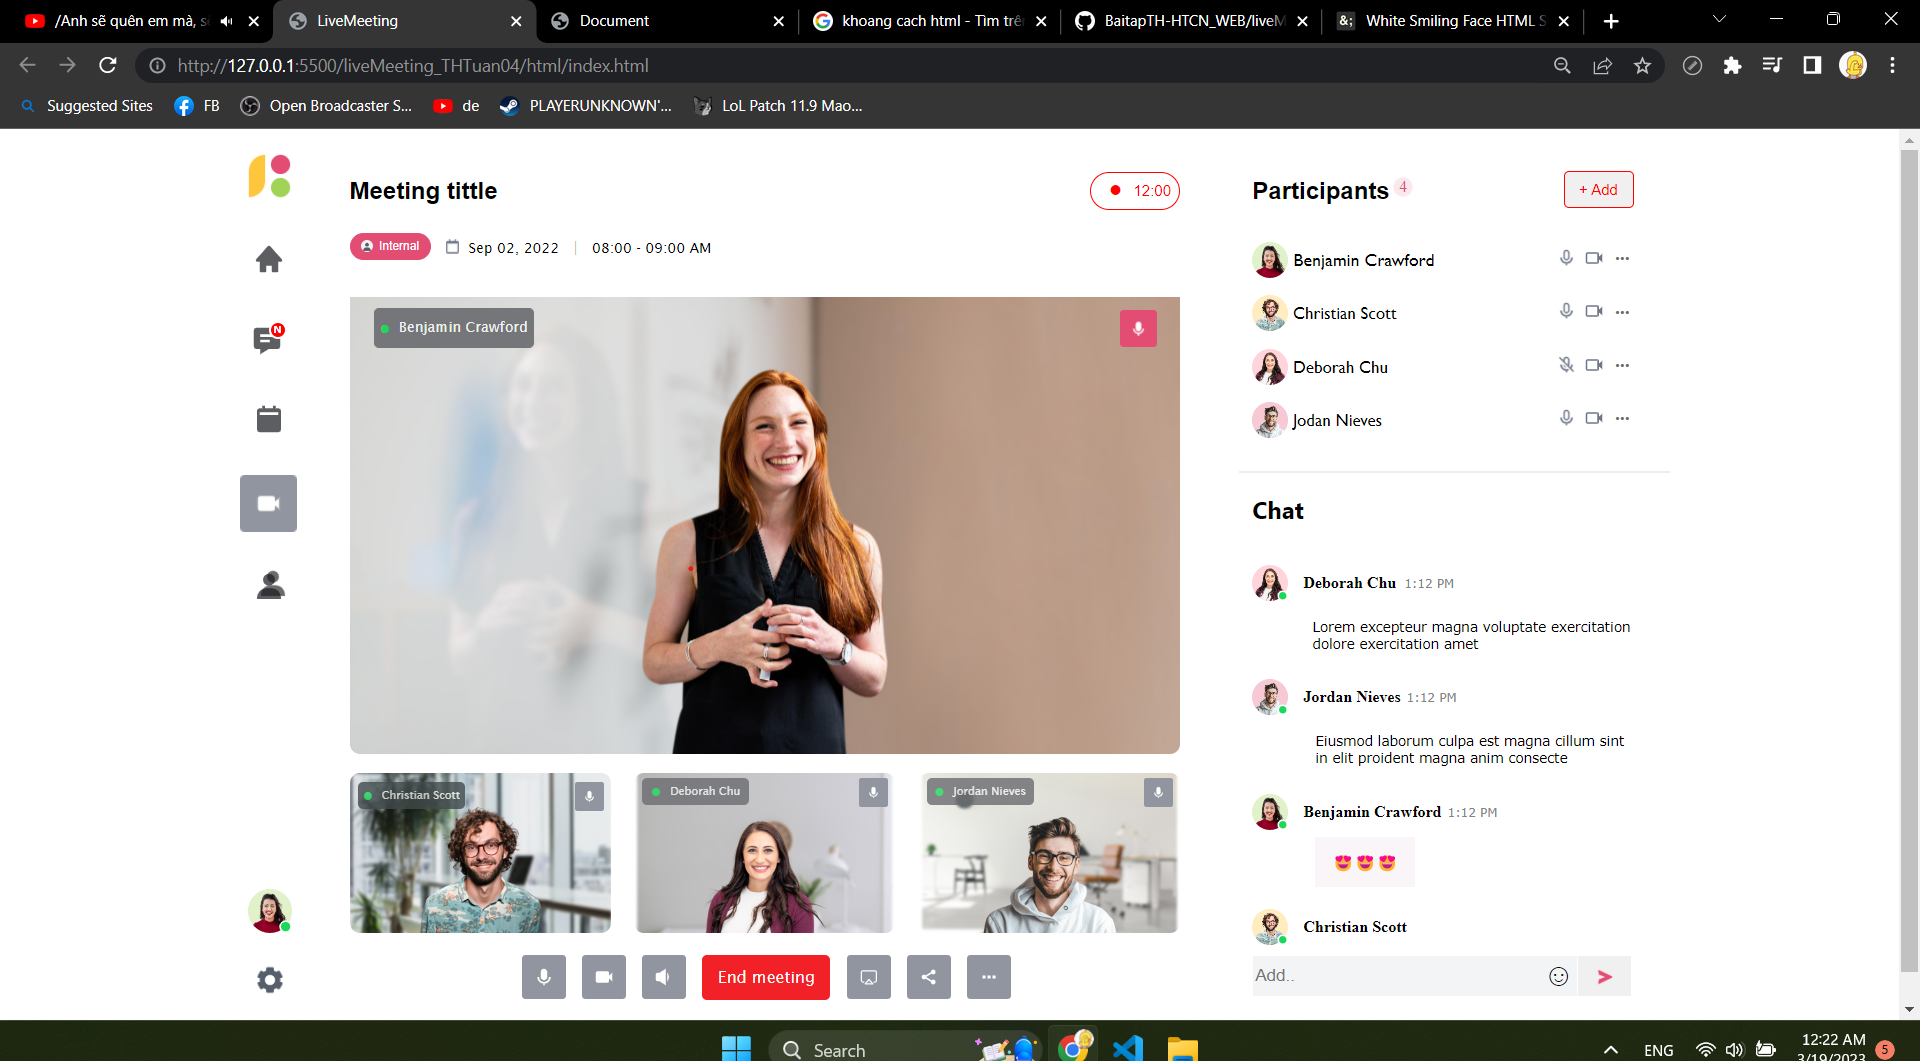 /Anh sẽ quên em mà, s
LiveMeeting
Document
khoang cach html - Tìm trê
BaitapTH-HTCN_WEB/liveM
&; White Smiling Face HTML S
http://127.0.0.1:5500/liveMeeting_THTuan04/html/index.html
Suggested Sites
FB
Open Broadcaster S...
de
PLAYERUNKNOWN'...
LoL Patch 11.9 Mao...
Meeting tittle
12:00
Internal
Sep 02, 2022 | 08:00 - 09:00 AM
N
Benjamin Crawford
Christian Scott
Deborah Chu
Jordan Nieves
End meeting
Participants 4
+ Add
Benjamin Crawford
Christian Scott
Deborah Chu
Jodan Nieves
Chat
Deborah Chu 1:12 PM
Lorem excepteur magna voluptate exercitation
dolore exercitation amet
Jordan Nieves 1:12 PM
Eiusmod laborum culpa est magna cillum sint
in elit proident magna anim consecte
Benjamin Crawford 1:12 PM
😍😍😍
Christian Scott
Add..
Search
ENG
12:22 AM
3/19/2023
5